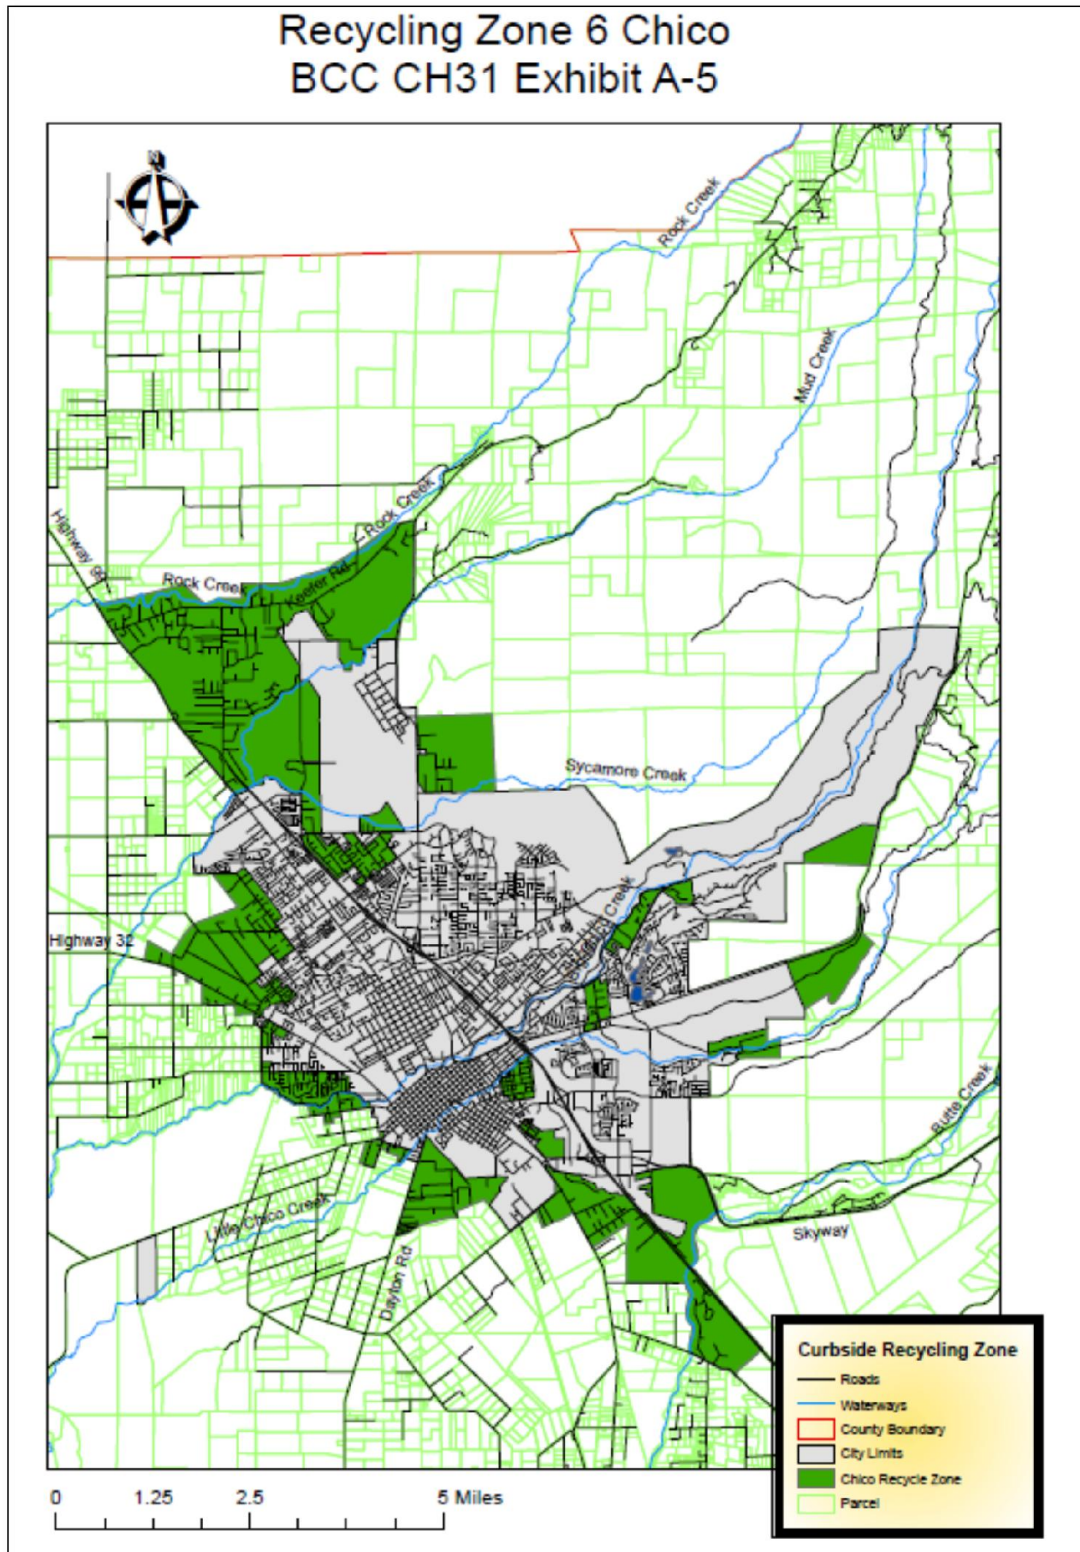 Recycling Zone 6 Chico
BCC CH31 Exhibit A-5
N
Rock Creek
Mud Creek
Rock Creek
Highway 99
Rock Creek
Keefer Rd
Sycamore Creek
Creek
Highway 32
Butte Creek
Little Chico Creek
Skyway
Dayton Rd
Curbside Recycling Zone
Roads
Waterways
County Boundary
City Limits
Chico Recycle Zone
Parcel
0 1.25 2.5 5 Miles